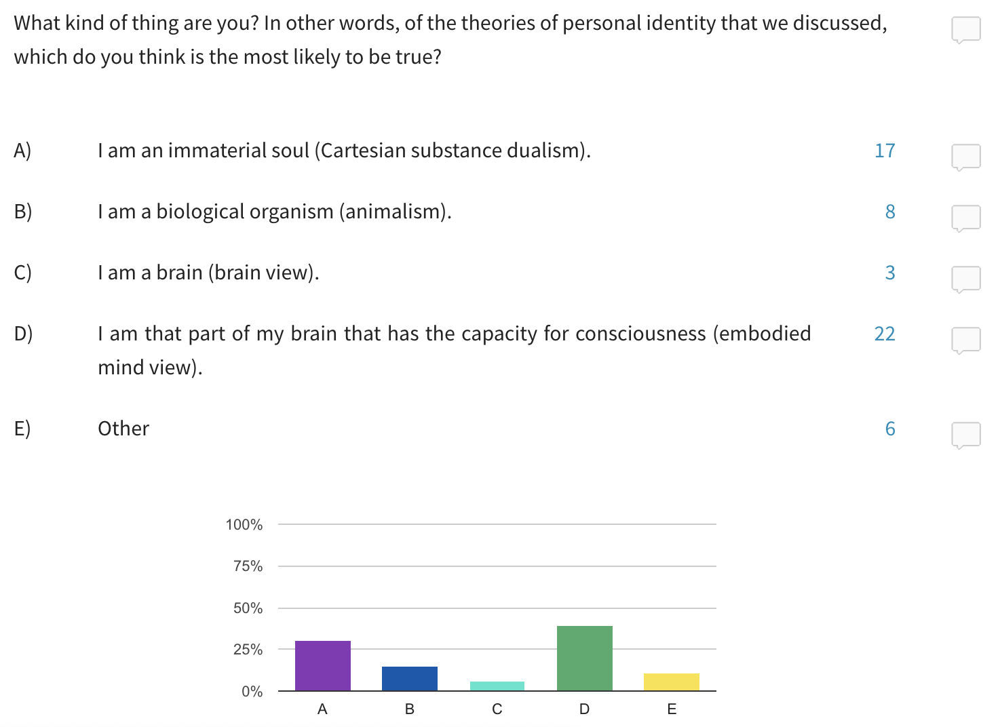 What kind of thing are you? In other words, of the theories of personal identity that we discussed,
which do you think is the most likely to be true?
A) I am an immaterial soul (Cartesian substance dualism). 17
B) I am a biological organism (animalism). 8
C) I am a brain (brain view). 3
D) I am that part of my brain that has the capacity for consciousness (embodied 22
mind view).
E) Other 6
100%
75%
50%
25%
0%
A B C D E